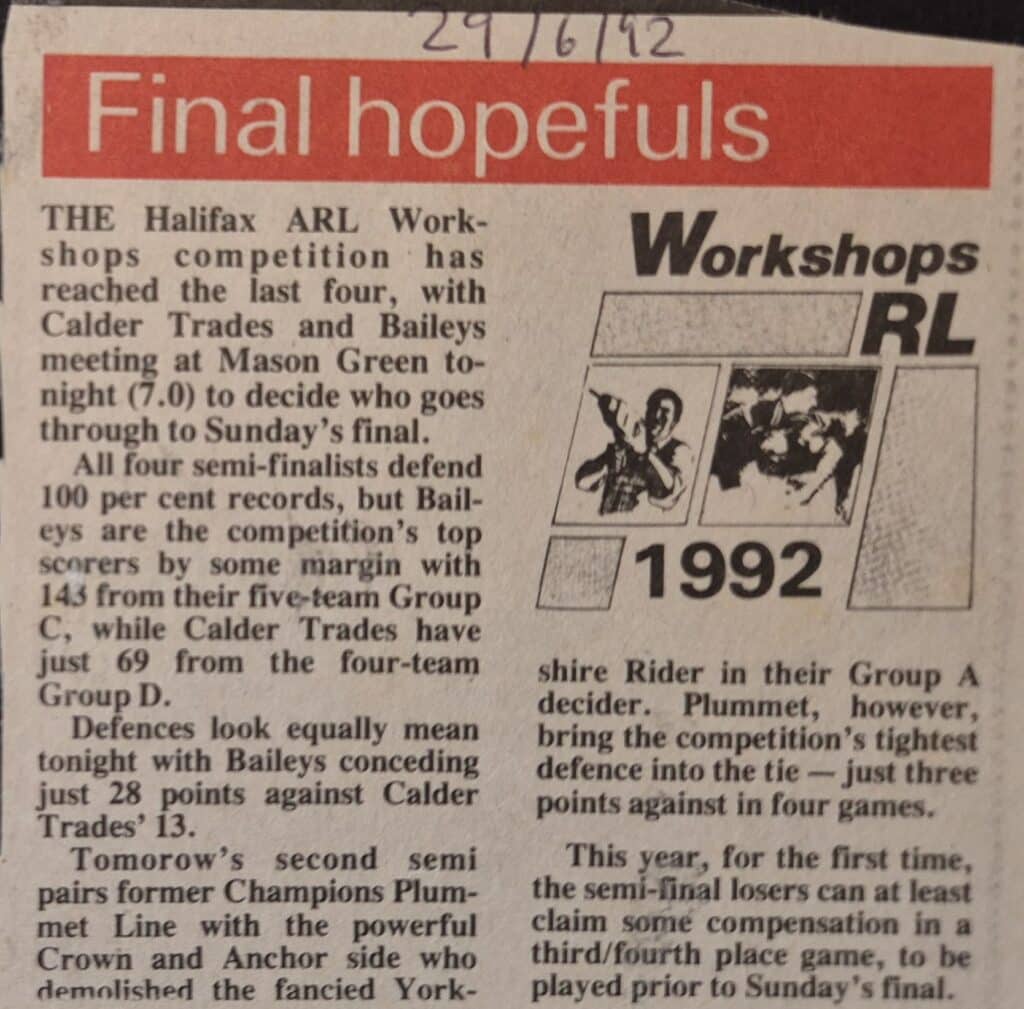 29/6/92
Final hopefuls
THE Halifax ARL Work-
shops competition has
reached the last four, with
Calder Trades and Baileys
meeting at Mason Green to-
night (7.0) to decide who goes
through to Sunday's final.
All four semi-finalists defend
100 per cent records, but Bail-
eys are the competition's top
scorers by some margin with
143 from their five-team Group
C, while Calder Trades have
just 69 from the four-team
Group D.
Defences look equally mean
tonight with Baileys conceding
just 28 points against Calder
Trades' 13.
Tomorow's second semi
pairs former Champions Plum-
met Line with the powerful
Crown and Anchor side who
demolished the fancied York-
Workshops
RL
1992
shire Rider in their Group A
decider. Plummet, however,
bring the competition's tightest
defence into the tie — just three
points against in four games.
This year, for the first time,
the semi-final losers can at least
claim some compensation in a
third/fourth place game, to be
played prior to Sunday's final.